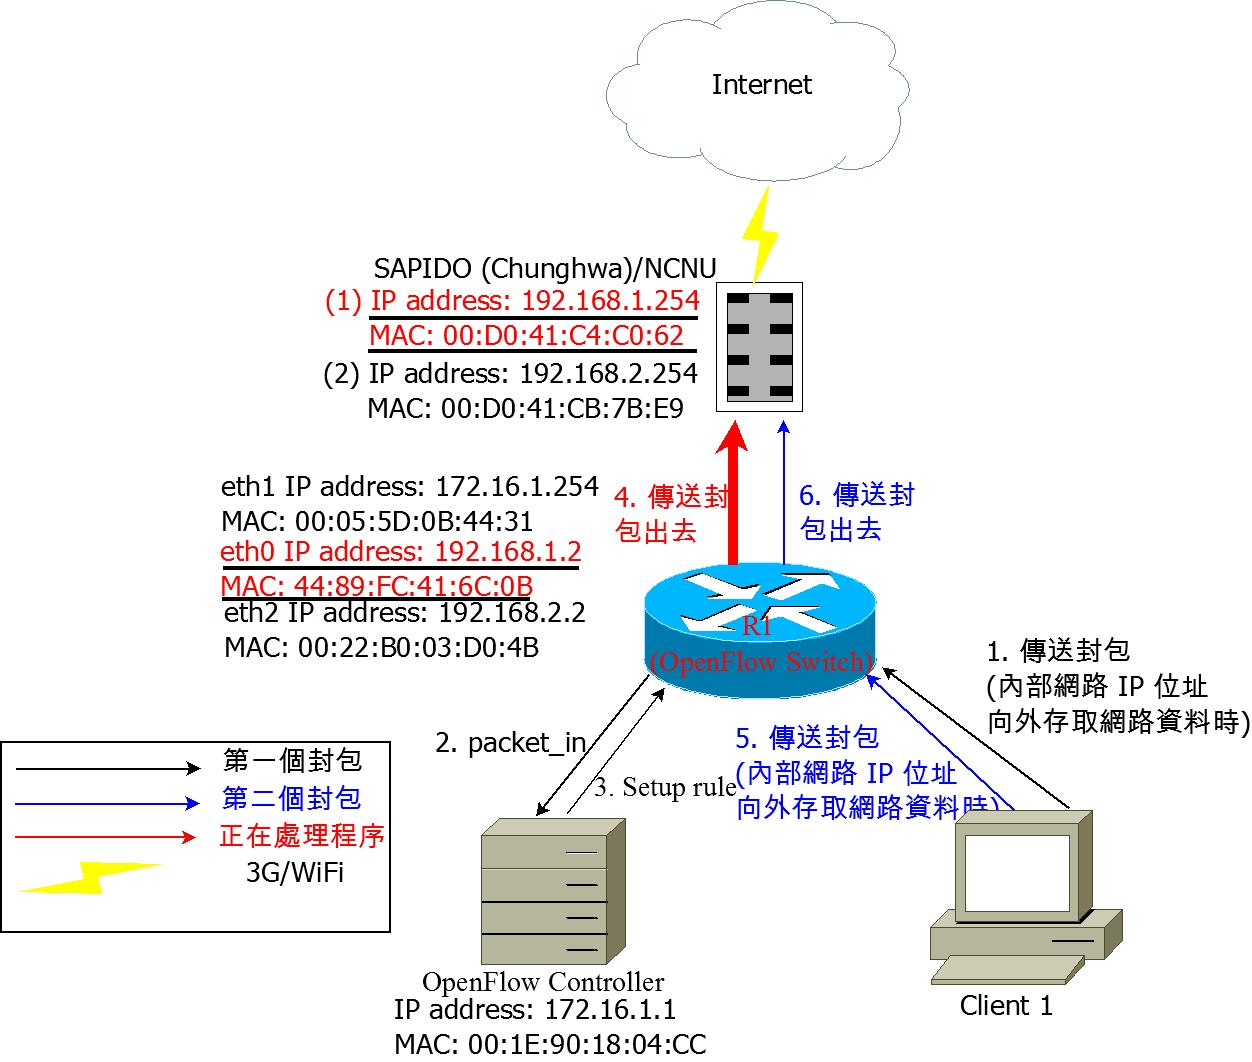 Internet
SAPIDO (Chunghwa)/NCNU
(1) IP address: 192.168.1.254
MAC: 00:D0:41:C4:C0:62
(2) IP address: 192.168.2.254
MAC: 00:D0:41:CB:7B:E9
eth1 IP address: 172.16.1.254
MAC: 00:05:5D:0B:44:31
eth0 IP address: 192.168.1.2
MAC: 44:89:FC:41:6C:0B
eth2 IP address: 192.168.2.2
MAC: 00:22:B0:03:D0:4B
4. 傳送封
包出去
6. 傳送封
包出去
R1
(OpenFlow Switch)
1. 傳送封包
(內部網路 IP 位址
向外存取網路資料時)
2. packet_in
3. Setup rule
5. 傳送封包
(內部網路 IP 位址
向外存取網路資料時)
第一個封包
第二個封包
正在處理程序
3G/WiFi
OpenFlow Controller
IP address: 172.16.1.1
MAC: 00:1E:90:18:04:CC
Client 1